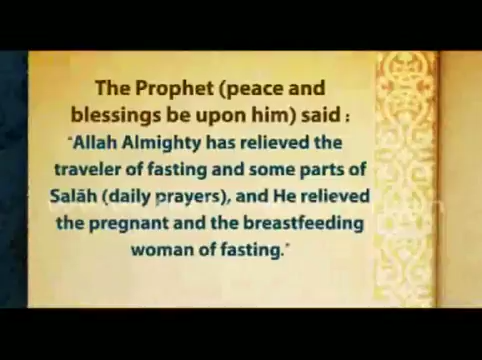 The Prophet (peace and
blessings be upon him) said :
"Allah Almighty has relieved the
traveler of fasting and some parts of
Salāh (daily prayers), and He relieved
the pregnant and the breastfeeding
woman of fasting."